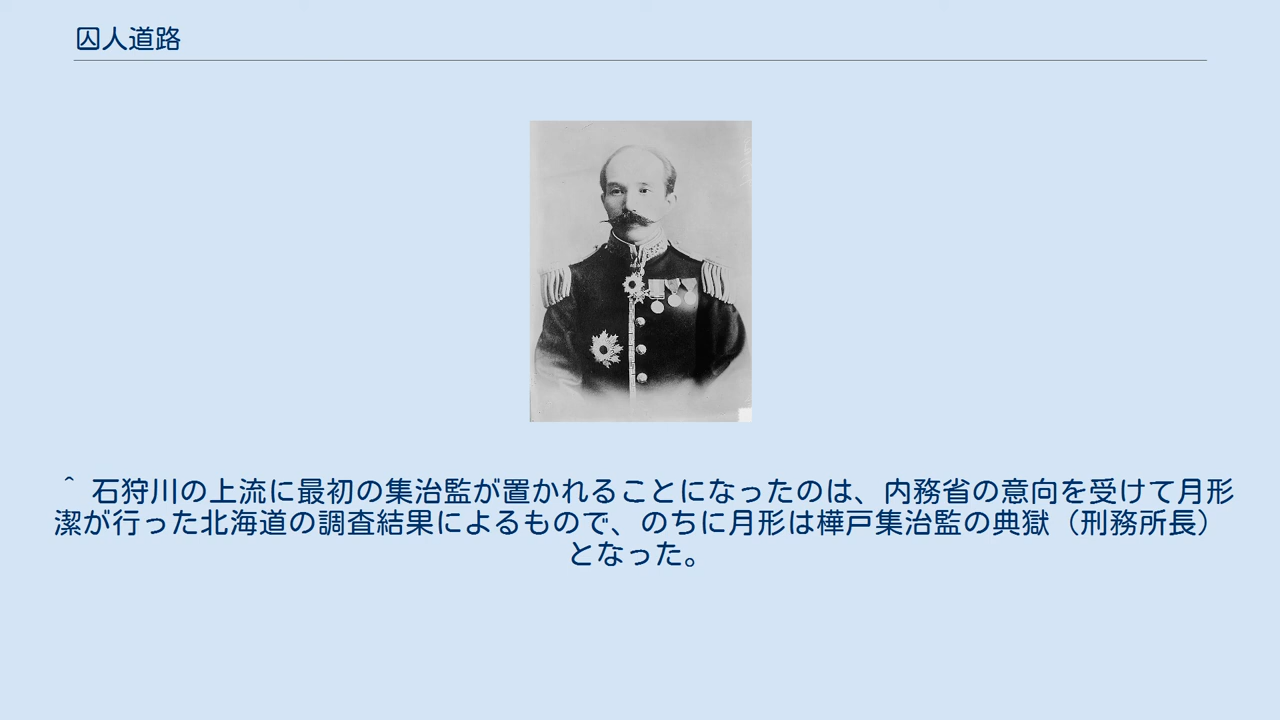 囚人道路
^ 石狩川の上流に最初の集治監が置かれることになったのは、内務省の意向を受けて月形
潔が行った北海道の調査結果によるもので、のちに月形は樺戸集治監の典獄（刑務所長）
となった。